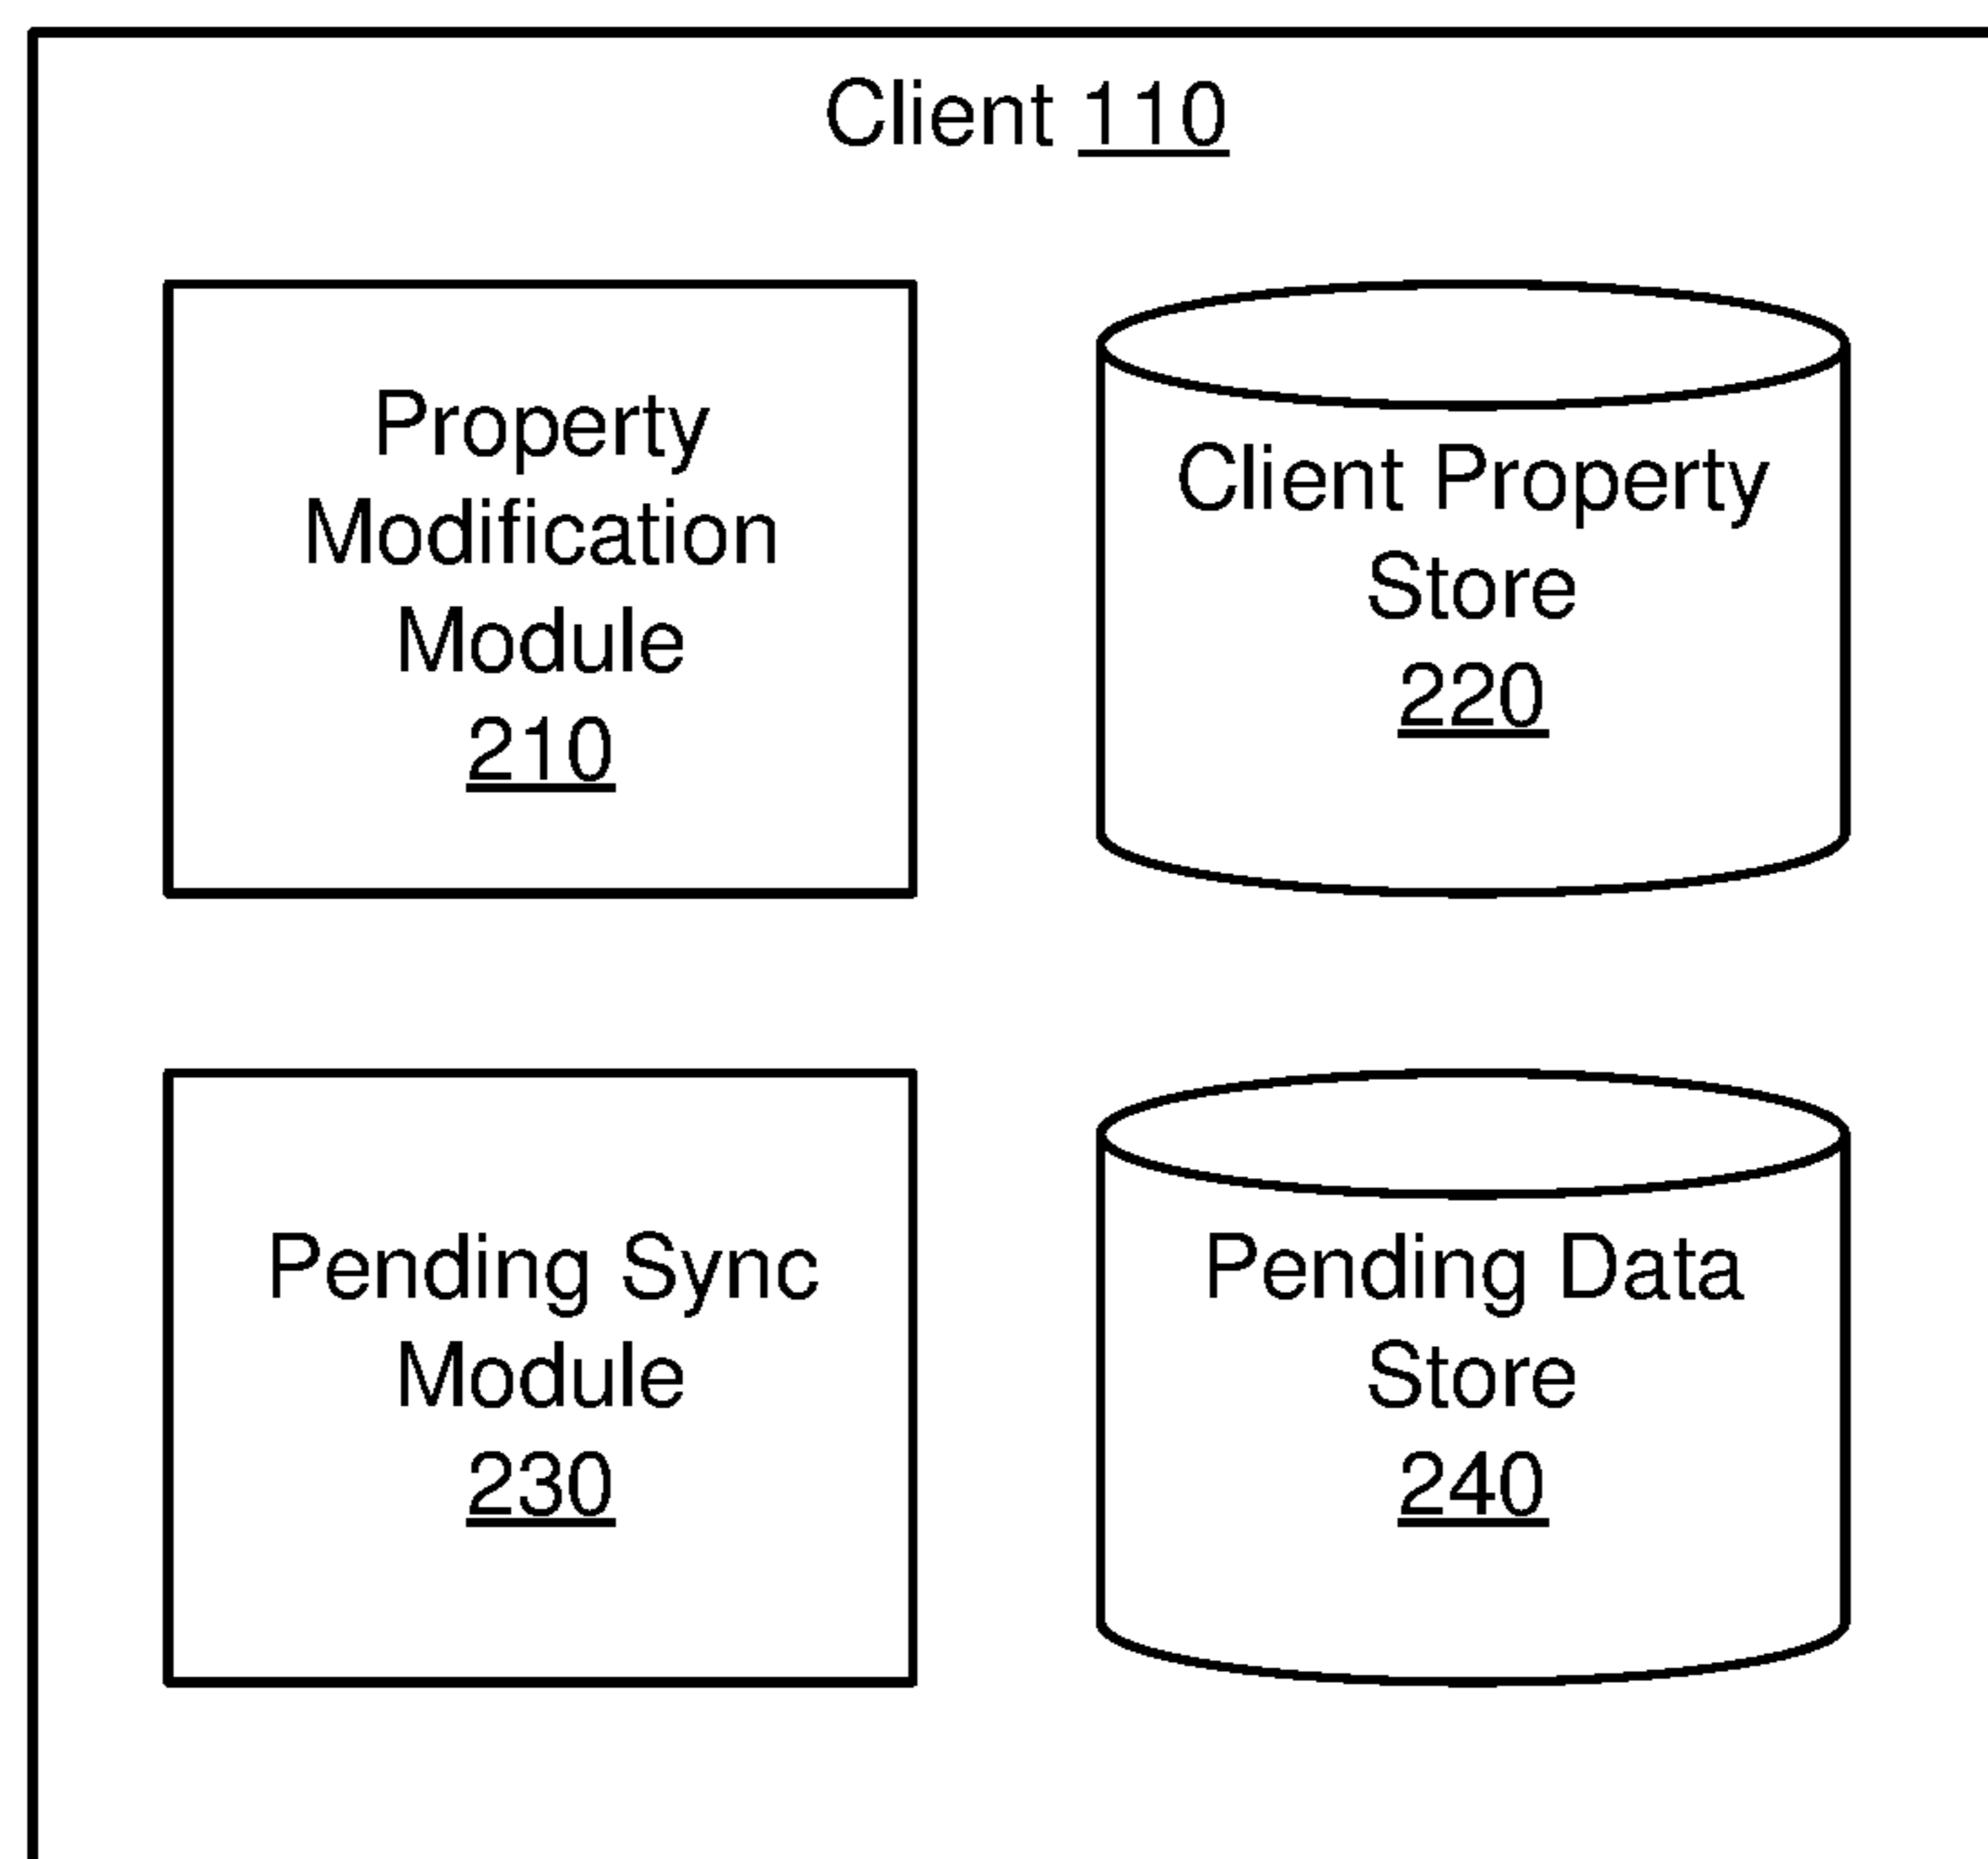 Client 110
Property
Modification
Module
210
Client Property
Store
220
Pending Sync
Module
230
Pending Data
Store
240